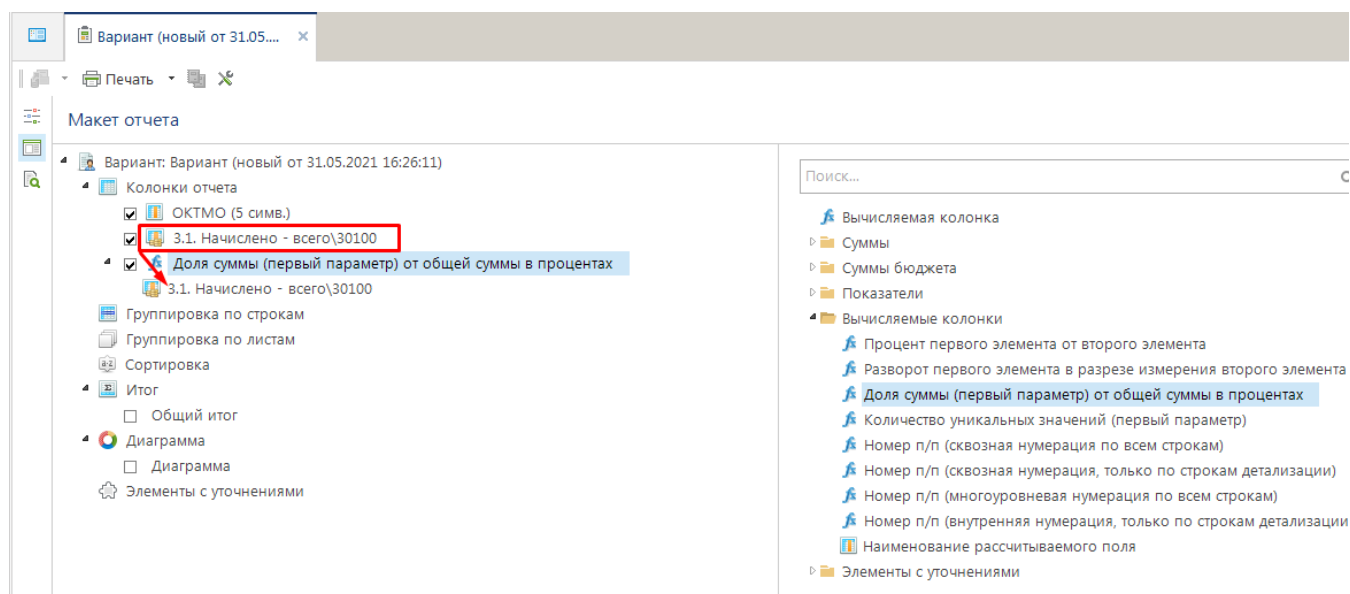 Вариант (новый от 31.05....
Печать
Макет отчета
Вариант: Вариант (новый от 31.05.2021 16:26:11)
Колонки отчета
ОКТМО (5 симв.)
3.1. Начислено - всего\30100
Доля суммы (первый параметр) от общей суммы в процентах
3.1. Начислено - всего\30100
Группировка по строкам
Группировка по листам
Сортировка
Итог
Общий итог
Диаграмма
Диаграмма
Элементы с уточнениями
Поиск...
Вычисляемая колонка
Суммы
Суммы бюджета
Показатели
Вычисляемые колонки
Процент первого элемента от второго элемента
Разворот первого элемента в разрезе измерения второго элемента
Доля суммы (первый параметр) от общей суммы в процентах
Количество уникальных значений (первый параметр)
Номер п/п (сквозная нумерация по всем строкам)
Номер п/п (сквозная нумерация, только по строкам детализации)
Номер п/п (многоуровневая нумерация по всем строкам)
Номер п/п (внутренняя нумерация, только по строкам детализации
Наименование рассчитываемого поля
Элементы с уточнениями